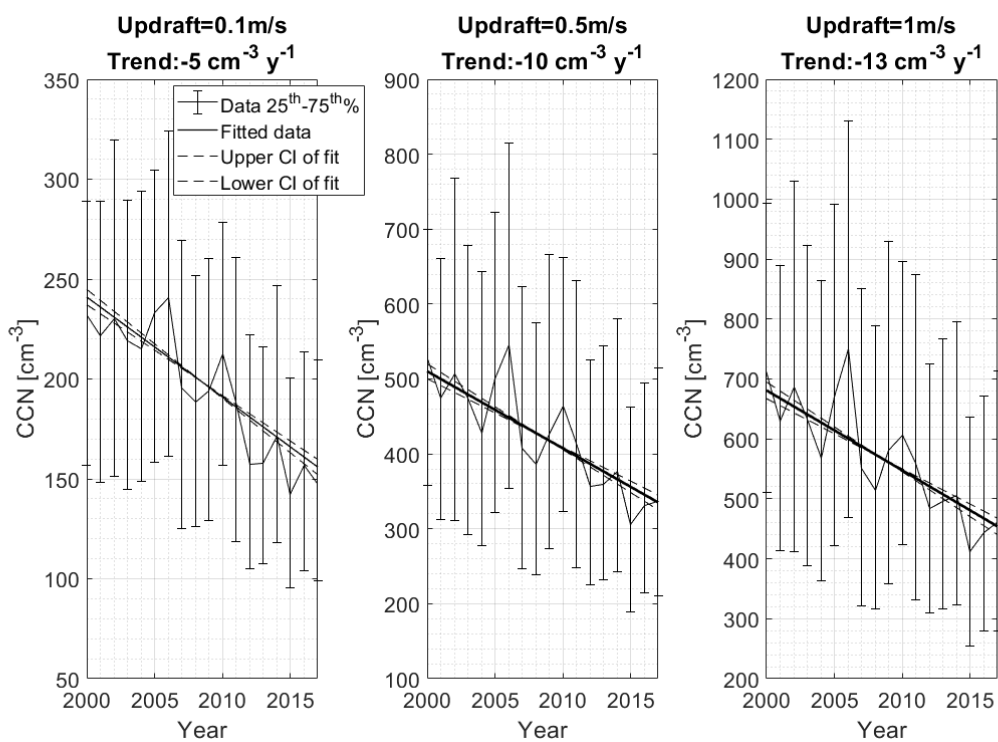 Updraft=0.1m/s
Trend:-5 cm⁻³ y⁻¹
350
300
250
200
150
100
50
CCN [cm⁻³]
2000 2005 2010 2015
Year
Data 25ᵗʰ-75ᵗʰ%
Fitted data
Upper CI of fit
Lower CI of fit
Updraft=0.5m/s
Trend:-10 cm⁻³ y⁻¹
900
800
700
600
500
400
300
200
100
CCN [cm⁻³]
2000 2005 2010 2015
Year
Updraft=1m/s
Trend:-13 cm⁻³ y⁻¹
1200
1100
1000
900
800
700
600
500
400
300
200
CCN [cm⁻³]
2000 2005 2010 2015
Year